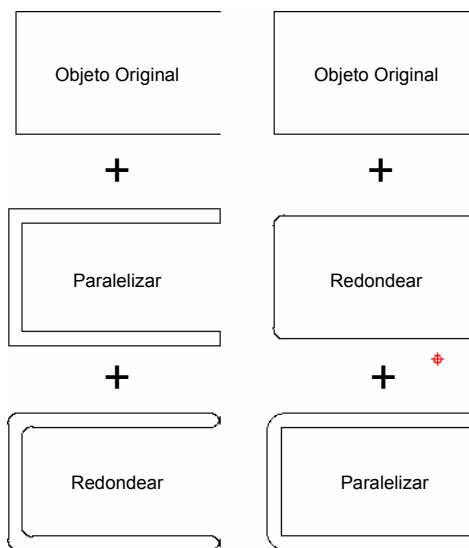 Objeto Original
Objeto Original
+
+
Paralelizar
Redondear
+
+
Redondear
Paralelizar